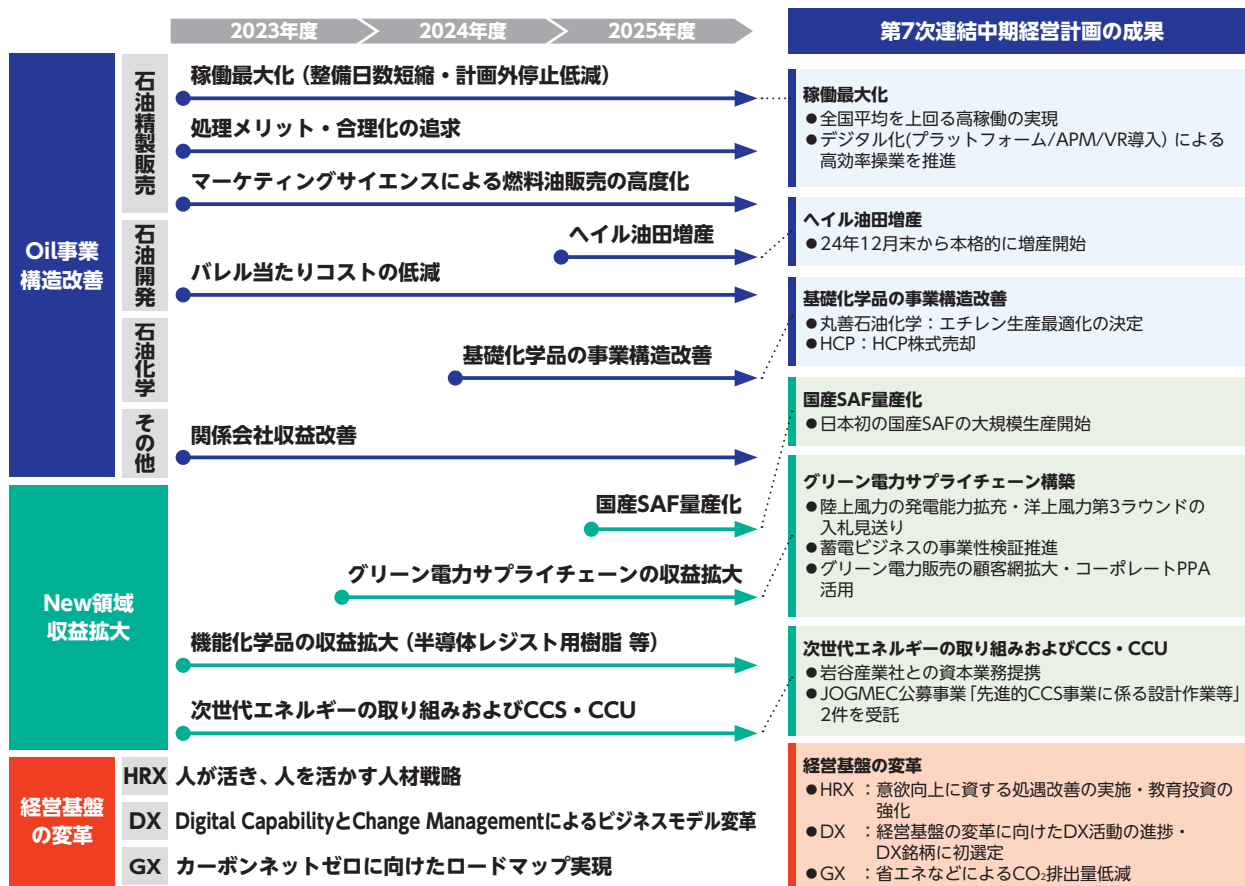 2023年度
2024年度
2025年度
第7次連結中期経営計画の成果
Oil事業
構造改善
石油精製販売
稼働最大化（整備日数短縮・計画外停止低減）
処理メリット・合理化の追求
マーケティングサイエンスによる燃料油販売の高度化
石油開発
ヘイル油田増産
バレル当たりコストの低減
石油化学
基礎化学品の事業構造改善
その他
関係会社収益改善
New領域
収益拡大
国産SAF量産化
グリーン電力サプライチェーンの収益拡大
機能化学品の収益拡大（半導体レジスト用樹脂 等）
次世代エネルギーの取り組みおよびCCS・CCU
経営基盤
の変革
HRX 人が活き、人を活かす人材戦略
DX Digital CapabilityとChange Managementによるビジネスモデル変革
GX カーボンネットゼロに向けたロードマップ実現
稼働最大化
●全国平均を上回る高稼働の実現
●デジタル化(プラットフォーム/APM/VR導入）による
高効率操業を推進
ヘイル油田増産
●24年12月末から本格的に増産開始
基礎化学品の事業構造改善
●丸善石油化学：エチレン生産最適化の決定
●HCP：HCP株式売却
国産SAF量産化
●日本初の国産SAFの大規模生産開始
グリーン電力サプライチェーン構築
●陸上風力の発電能力拡充・洋上風力第3ラウンドの
入札見送り
●蓄電ビジネスの事業性検証推進
●グリーン電力販売の顧客網拡大・コーポレートPPA
活用
次世代エネルギーの取り組みおよびCCS・CCU
●岩谷産業社との資本業務提携
●JOGMEC公募事業「先進的CCS事業に係る設計作業等」
2件を受託
経営基盤の変革
●HRX ：意欲向上に資する処遇改善の実施・教育投資の
強化
●DX ：経営基盤の変革に向けたDX活動の進捗・
DX銘柄に初選定
●GX ：省エネなどによるCO₂排出量低減